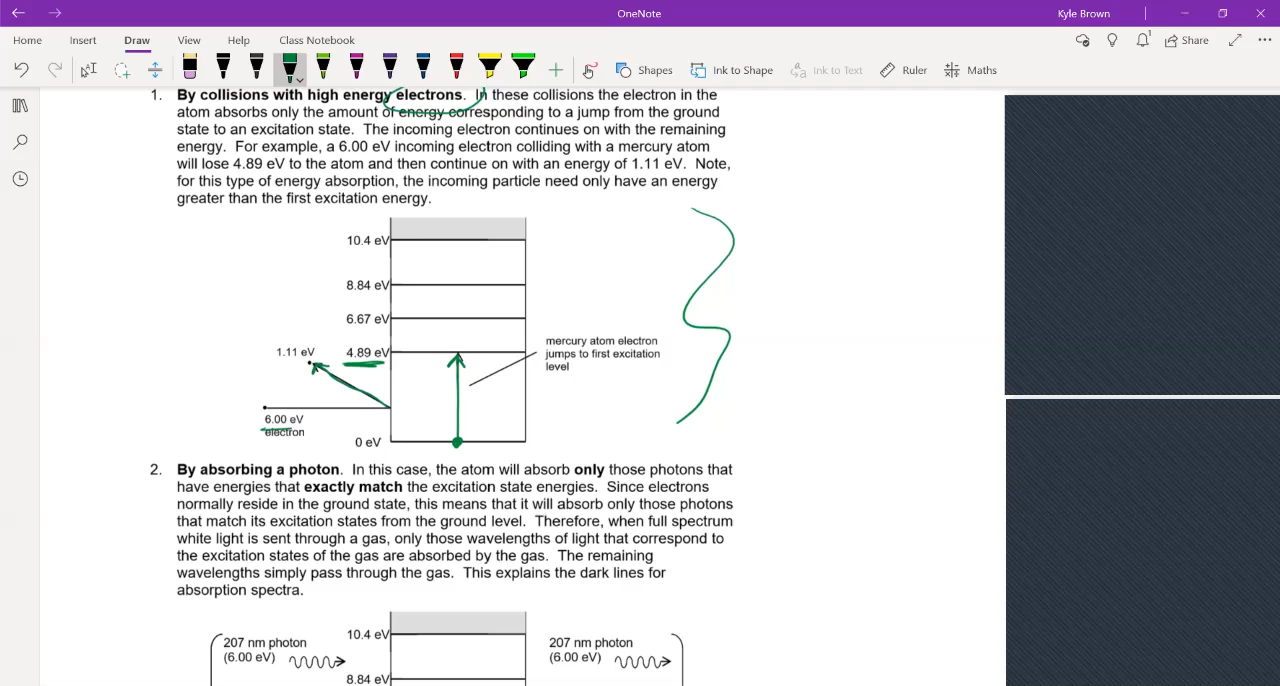 OneNote
Kyle Brown
Home Insert Draw View Help Class Notebook
1
Share
Shapes
Ink to Shape
Ink to Text
Ruler
Maths
1. By collisions with high energy electrons. In these collisions the electron in the
atom absorbs only the amount of energy corresponding to a jump from the ground
state to an excitation state. The incoming electron continues on with the remaining
energy. For example, a 6.00 eV incoming electron colliding with a mercury atom
will lose 4.89 eV to the atom and then continue on with an energy of 1.11 eV. Note,
for this type of energy absorption, the incoming particle need only have an energy
greater than the first excitation energy.
10.4 eV
8.84 eV
6.67 eV
1.11 eV
4.89 eV
mercury atom electron
jumps to first excitation
level
6.00 eV
electron
0 eV
2. By absorbing a photon. In this case, the atom will absorb only those photons that
have energies that exactly match the excitation state energies. Since electrons
normally reside in the ground state, this means that it will absorb only those photons
that match its excitation states from the ground level. Therefore, when full spectrum
white light is sent through a gas, only those wavelengths of light that correspond to
the excitation states of the gas are absorbed by the gas. The remaining
wavelengths simply pass through the gas. This explains the dark lines for
absorption spectra.
10.4 eV
207 nm photon
(6.00 eV)
207 nm photon
(6.00 eV)
8.84 eV